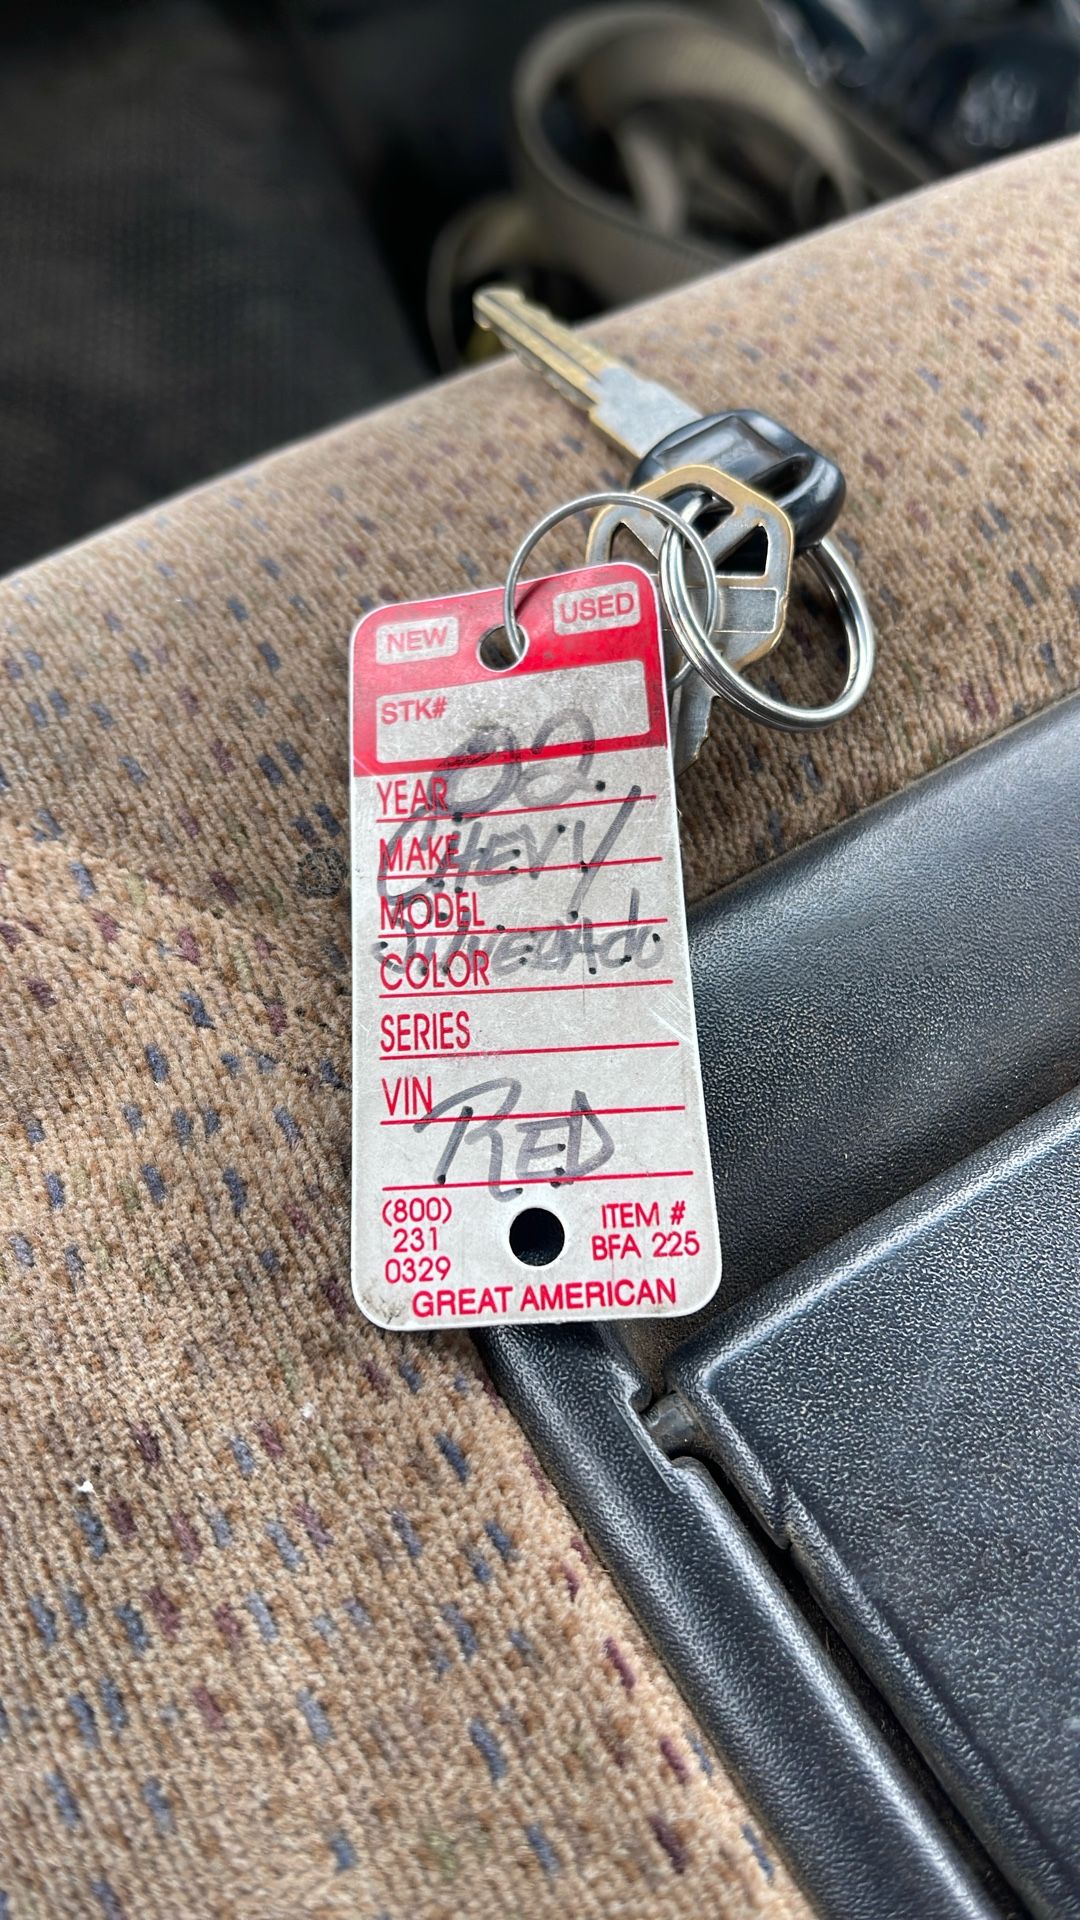 NEW USED
STK#
02
YEAR
CHEVY
MAKE
MODEL
SILVERADO
COLOR
SERIES
VIN
RED
(800) 231 0329
ITEM # BFA 225
GREAT AMERICAN